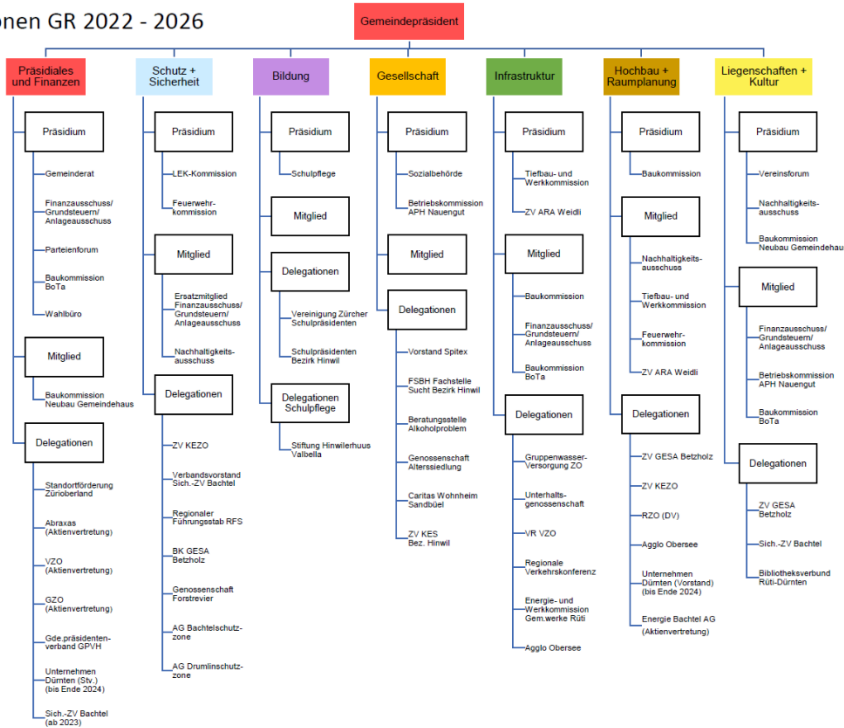 nen GR 2022 - 2026
Gemeindepräsident
Präsidiales
und Finanzen
Präsidium
Gemeinderat
Finanzausschuss/
Grundsteuern/
Anlageausschuss
Parteienforum
Baukommission
BoTa
Wahlbüro
Mitglied
Baukommission
Neubau Gemeindehaus
Delegationen
Standortförderung
Zürioberland
Abraxas
(Aktienvertretung)
VZO
(Aktienvertretung)
GZO
(Aktienvertretung)
Gde.präsidenten-
verband GPVH
Unternehmen
Dürnten (Stv.)
(bis Ende 2024)
Sich.-ZV Bachtel
(ab 2023)
Schutz +
Sicherheit
Präsidium
LEK-Kommission
Feuerwehr-
kommission
Mitglied
Ersatzmitglied
Finanzausschuss/
Grundsteuern/
Anlageausschuss
Nachhaltigkeits-
ausschuss
Delegationen
ZV KEZO
Verbandsvorstand
Sich.-ZV Bachtel
Regionaler
Führungsstab RFS
BK GESA
Betzholz
Genossenschaft
Forstrevier
AG Bachtelschutz-
zone
AG Drumlinschutz-
zone
Bildung
Präsidium
Schulpflege
Mitglied
Delegationen
Vereinigung Zürcher
Schulpräsidenten
Schulpräsidenten
Bezirk Hinwil
Delegationen
Schulpflege
Stiftung Hinwilerhuus
Valbella
Gesellschaft
Präsidium
Sozialbehörde
Betriebskommission
APH Nauengut
Mitglied
Delegationen
Vorstand Spitex
FSBH Fachstelle
Sucht Bezirk Hinwil
Beratungsstelle
Alkoholproblem
Genossenschaft
Alterssiedlung
Caritas Wohnheim
Sandbüel
ZV KES
Bez. Hinwil
Infrastruktur
Präsidium
Tiefbau- und
Werkkommission
ZV ARA Weidli
Mitglied
Baukommission
Finanzausschuss/
Grundsteuern/
Anlageausschuss
Baukommission
BoTa
Delegationen
Gruppenwasser-
Versorgung ZO
Unterhalts-
genossenschaft
VR VZO
Regionale
Verkehrskonferenz
Energie- und
Werkkommission
Gem.werke Rüti
Agglo Obersee
Hochbau +
Raumplanung
Präsidium
Baukommission
Mitglied
Nachhaltigkeits-
ausschuss
Tiefbau- und
Werkkommission
Feuerwehr-
kommission
ZV ARA Weidli
Delegationen
ZV GESA Betzholz
ZV KEZO
RZO (DV)
Agglo Obersee
Unternehmen
Dürnten (Vorstand)
(bis Ende 2024)
Energie Bachtel AG
(Aktienvertretung)
Liegenschaften +
Kultur
Präsidium
Vereinsforum
Nachhaltigkeits-
ausschuss
Baukommission
Neubau Gemeindehau
Mitglied
Finanzausschuss/
Grundsteuern/
Anlageausschuss
Betriebskommission
APH Nauengut
Baukommission
BoTa
Delegationen
ZV GESA
Betzholz
Sich.-ZV Bachtel
Bibliotheksverbund
Rüti-Dürnten